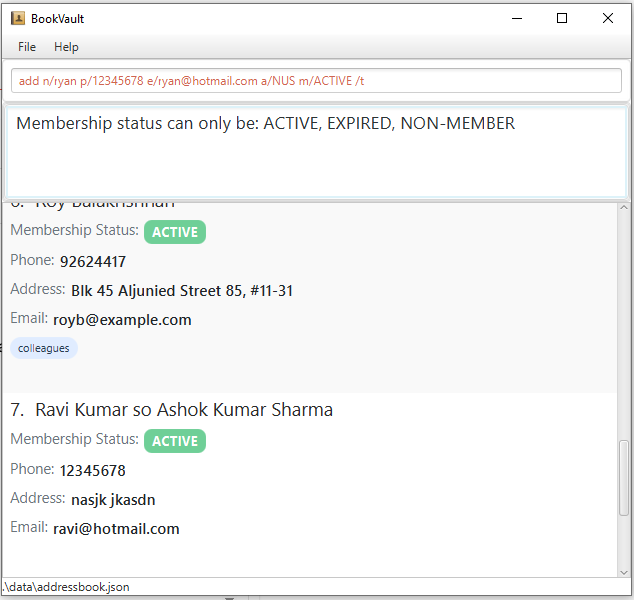 BookVault
File Help
add n/ryan p/12345678 e/ryan@hotmail.com a/NUS m/ACTIVE /t
Membership status can only be: ACTIVE, EXPIRED, NON-MEMBER
6. Roy Balakrishnan
Membership Status: ACTIVE
Phone: 92624417
Address: Blk 45 Aljunied Street 85, #11-31
Email: royb@example.com
colleagues
7. Ravi Kumar so Ashok Kumar Sharma
Membership Status: ACTIVE
Phone: 12345678
Address: nasjk jkasdn
Email: ravi@hotmail.com
.\data\addressbook.json